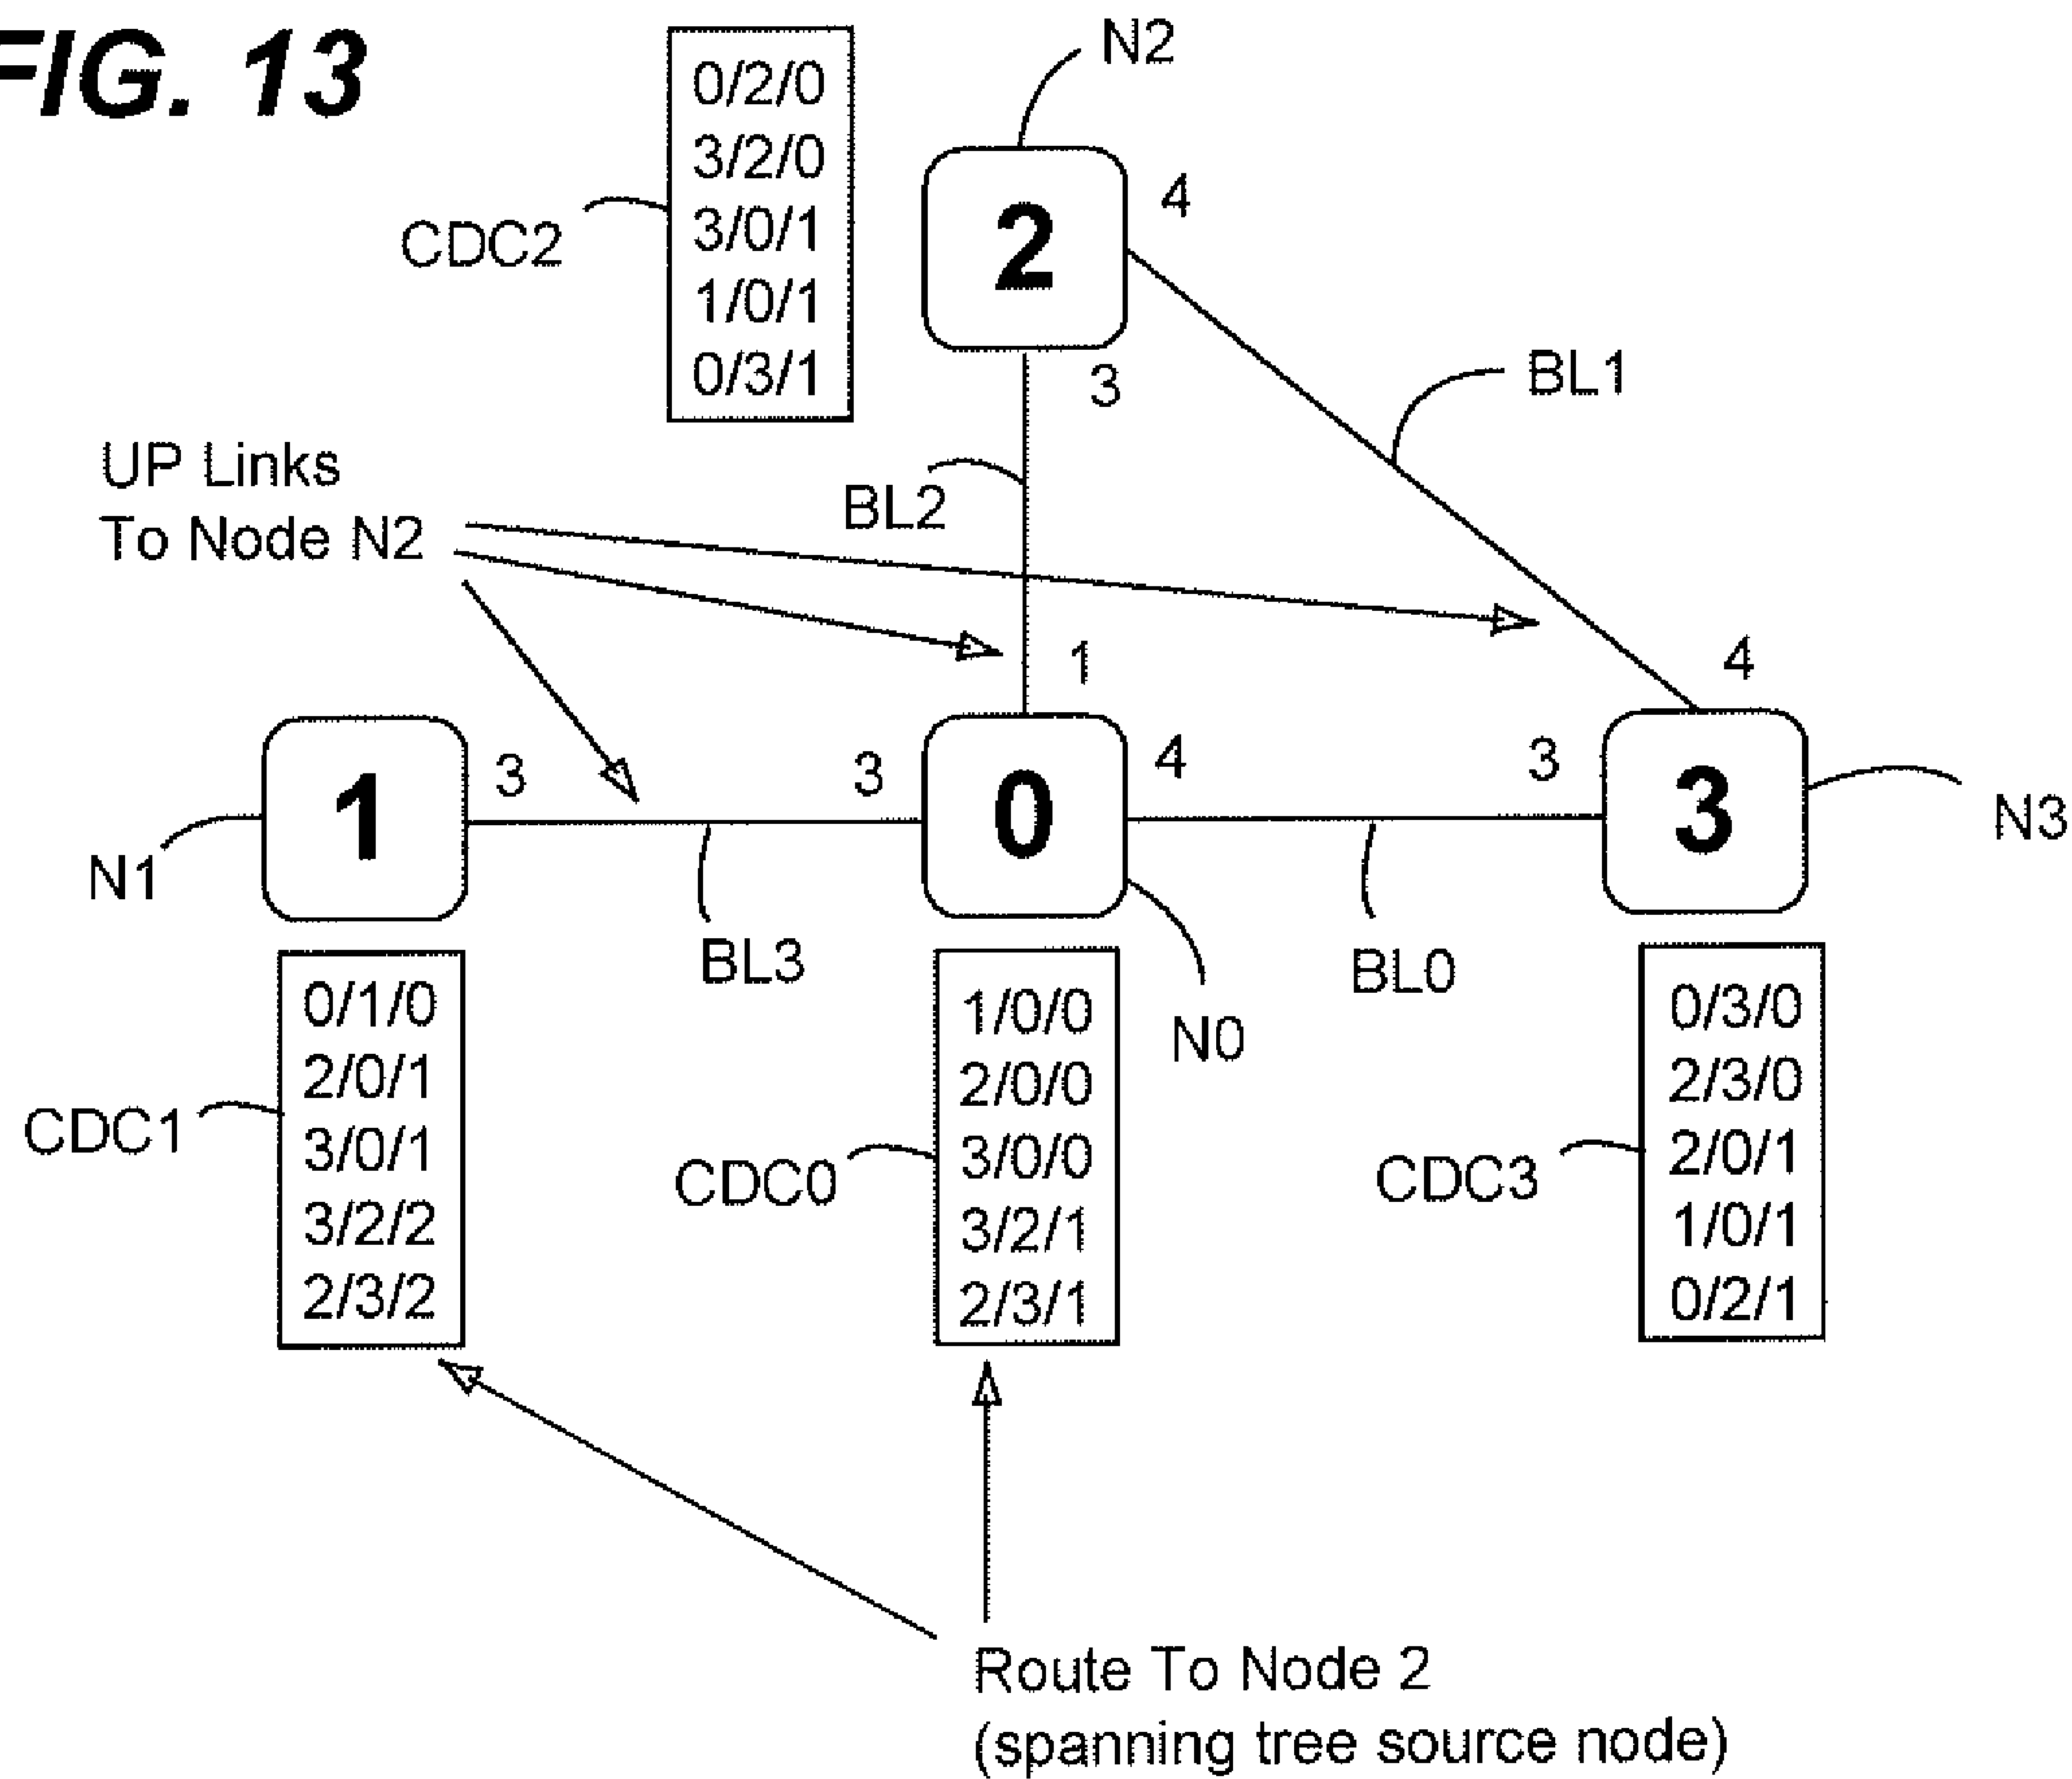 FIG. 13
N2
0/2/0
3/2/0
3/0/1
1/0/1
0/3/1
CDC2
2
4
3
BL1
UP Links
To Node N2
BL2
1
4
1
3
3
0
4
3
3
N1
N3
BL3
N0
BL0
0/1/0
2/0/1
3/0/1
3/2/2
2/3/2
CDC1
1/0/0
2/0/0
3/0/0
3/2/1
2/3/1
CDC0
0/3/0
2/3/0
2/0/1
1/0/1
0/2/1
CDC3
Route To Node 2
(spanning tree source node)